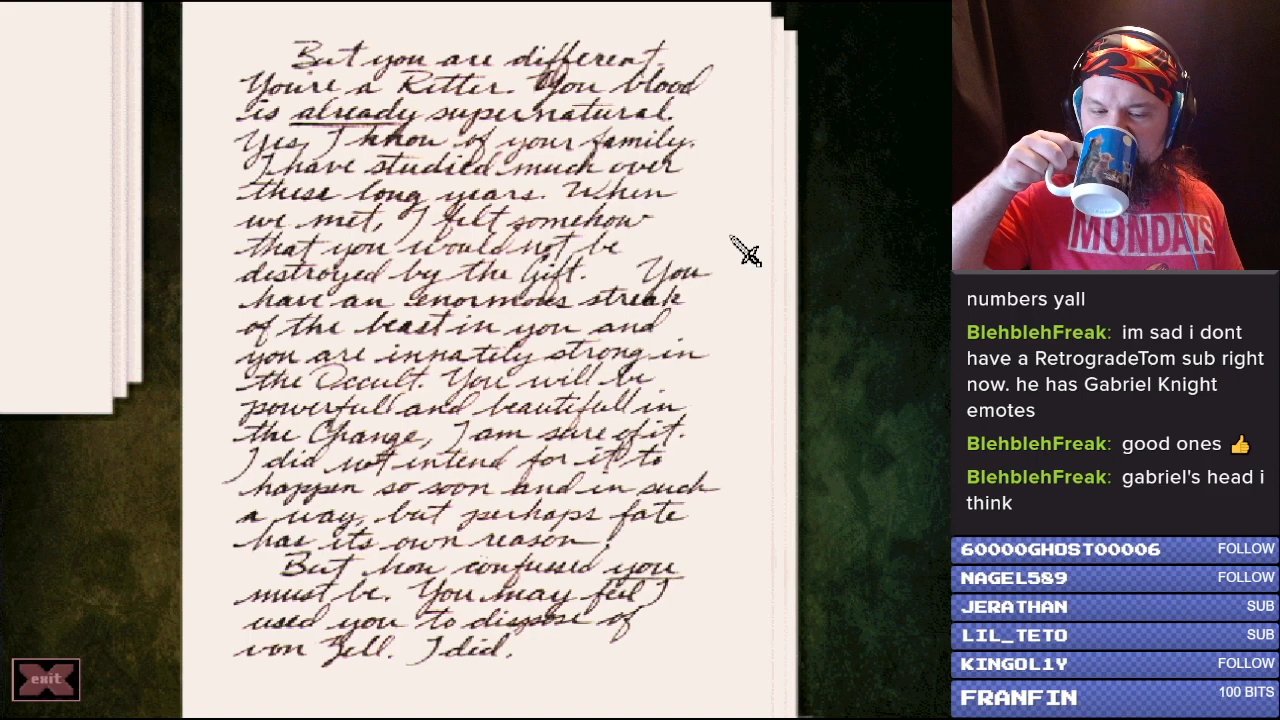 But you are different.
You're a Ritter. You blood
is already supernatural.
Yes, I know of your family.
I have studied much over
these long years. When
we met, I felt somehow
that you would not be
destroyed by the Gift. You
have an enormous streak
of the beast in you and
you are innately strong in
the Occult. You will be
powerfull and beautifull in
the Change, I am sure of it.
I did not intend for it to
happen so soon and in such
a way, but perhaps fate
has its own reason.
But how confused you
must be. You may feel I
used you to dispose of
von Zell. I did.
exit
MONDAYS
numbers yall
BlehblehFreak: im sad i dont
have a RetrogradeTom sub right
now. he has Gabriel Knight
emotes
BlehblehFreak: good ones 👍
BlehblehFreak: gabriel's head i
think
60000GHOST00006 FOLLOW
NAGEL589 FOLLOW
JERATHAN SUB
LIL_TETO SUB
KINGOL1Y FOLLOW
FRANFIN 100 BITS